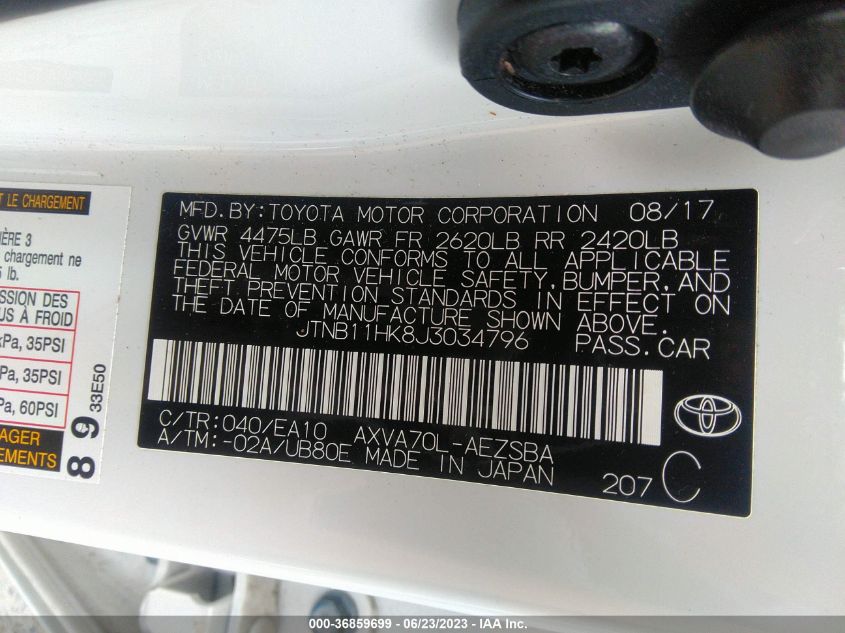 T LE CHARGEMENT
IÈRE 3
chargement ne
5 lb.
SSION DES
US À FROID
kPa, 35PSI
Pa, 35PSI
Pa, 60PSI
AGER
EMENTS
89
33E50
MFD.BY:TOYOTA MOTOR CORPORATION 08/17
GVWR 4475LB GAWR FR 2620LB RR 2420LB
THIS VEHICLE CONFORMS TO ALL APPLICABLE
FEDERAL MOTOR VEHICLE SAFETY,BUMPER,AND
THEFT PREVENTION STANDARDS IN EFFECT ON
THE DATE OF MANUFACTURE SHOWN ABOVE.
JTNB11HK8J3034796 PASS.CAR
C/TR:040/EA10 AXVA70L-AEZSBA
A/TM:-02A/UB80E MADE IN JAPAN
207 C
000-36859699 - 06/23/2023 - IAA Inc.